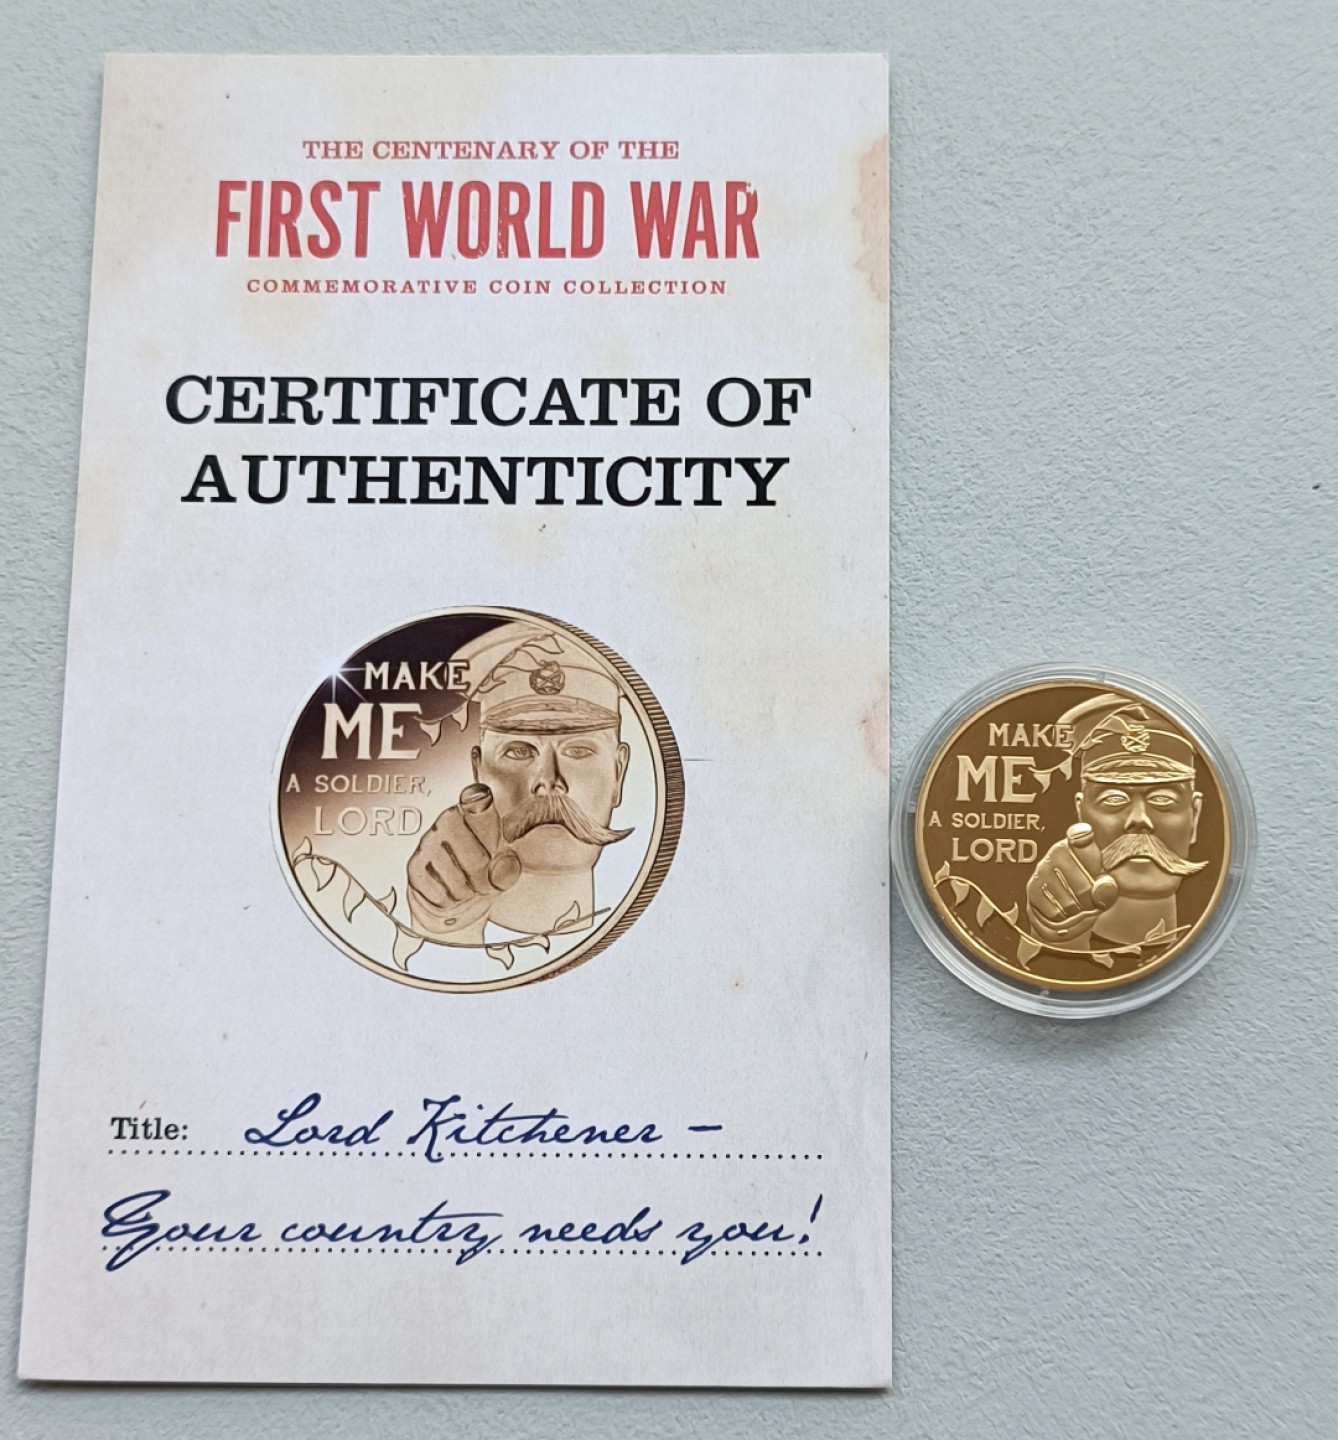 THE CENTENARY OF THE
FIRST WORLD WAR
COMMEMORATIVE COIN COLLECTION
CERTIFICATE OF
AUTHENTICITY
MAKE
ME
A SOLDIER,
LORD
Title: Lord Kitchener –
Your country needs you!
MAKE
ME
A SOLDIER,
LORD